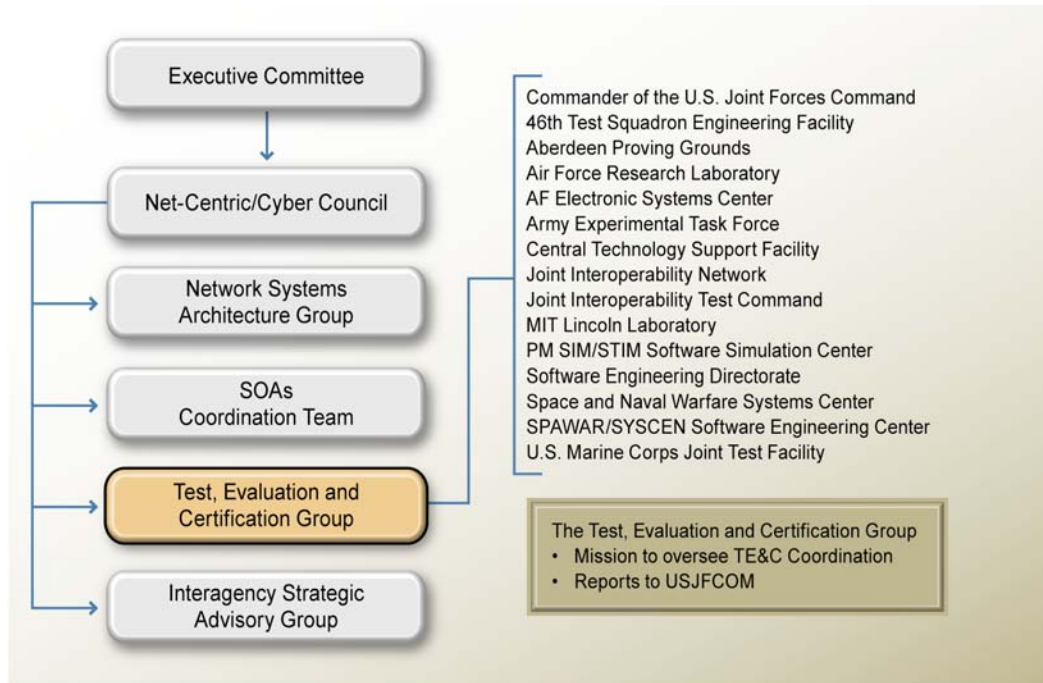 Executive Committee
Net-Centric/Cyber Council
Network Systems
Architecture Group
SOAs
Coordination Team
Test, Evaluation and
Certification Group
Interagency Strategic
Advisory Group
Commander of the U.S. Joint Forces Command
46th Test Squadron Engineering Facility
Aberdeen Proving Grounds
Air Force Research Laboratory
AF Electronic Systems Center
Army Experimental Task Force
Central Technology Support Facility
Joint Interoperability Network
Joint Interoperability Test Command
MIT Lincoln Laboratory
PM SIM/STIM Software Simulation Center
Software Engineering Directorate
Space and Naval Warfare Systems Center
SPAWAR/SYSCEN Software Engineering Center
U.S. Marine Corps Joint Test Facility
The Test, Evaluation and Certification Group
• Mission to oversee TE&C Coordination
• Reports to USJFCOM